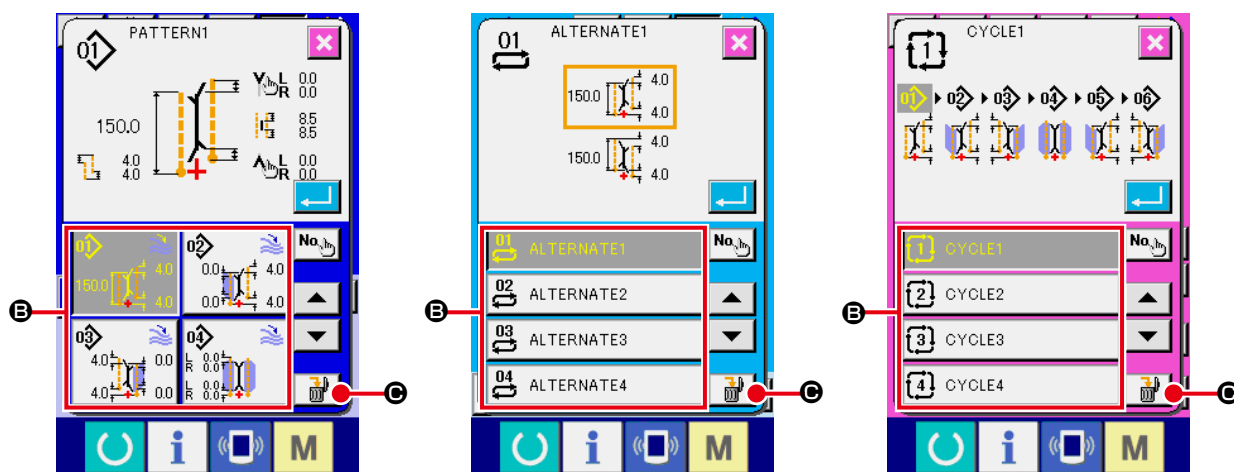 01 PATTERN1
L 0.0
R 0.0
150.0
8.5
8.5
4.0
4.0
L 0.0
R 0.0
01
4.0
150.0
4.0
02
0.0 4.0
0.0 4.0
No.
B
03
4.0 0.0
4.0 0.0
04
L 0.0
R 0.0
L 0.0
R 0.0
C
i M
01 ALTERNATE1
4.0
150.0
4.0
4.0
150.0
4.0
01 ALTERNATE1
No.
02 ALTERNATE2
B
03 ALTERNATE3
04 ALTERNATE4
C
i M
1 CYCLE1
01 02 03 04 05 06
1 CYCLE1
No.
2 CYCLE2
B
3 CYCLE3
4 CYCLE4
C
i M